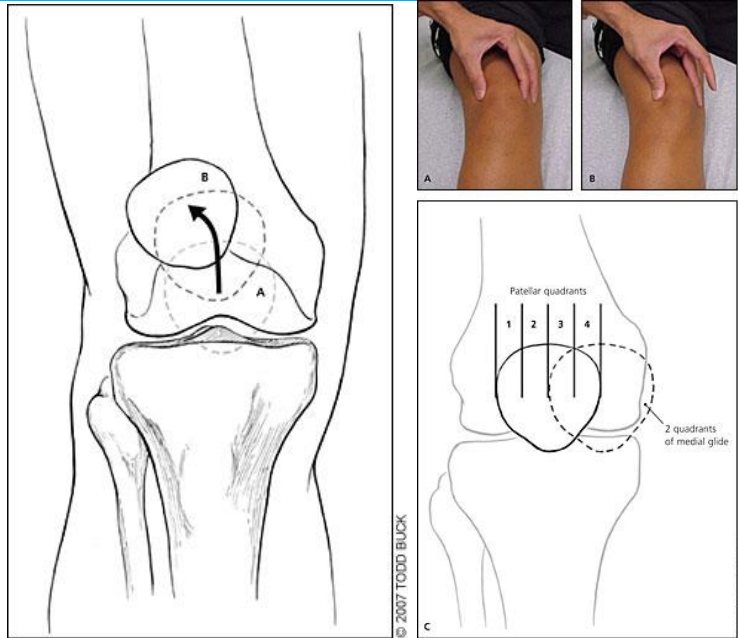 B
A
© 2007 TODD BUCK
A
B
Patellar quadrants
1 2 3 4
2 quadrants
of medial glide
C